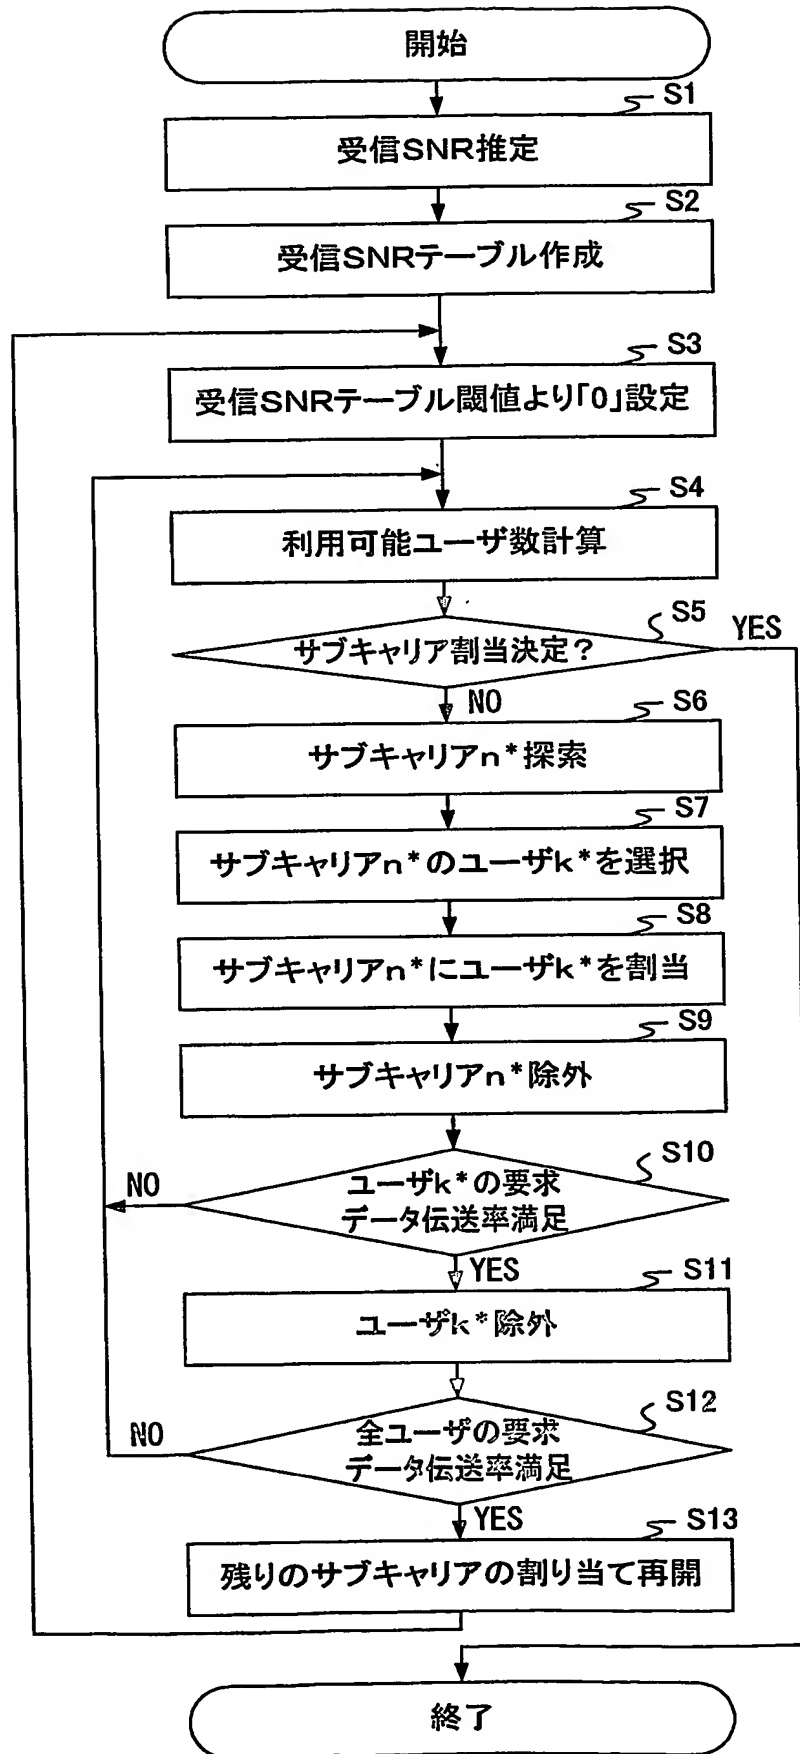 開始
S1
受信SNR推定
S2
受信SNRテーブル作成
S3
受信SNRテーブル閾値より「0」設定
S4
利用可能ユーザ数計算
S5
サブキャリア割当決定？
YES
NO
S6
サブキャリアn*探索
S7
サブキャリアn*のユーザk*を選択
S8
サブキャリアn*にユーザk*を割当
S9
サブキャリアn*除外
S10
NO
ユーザk*の要求
データ伝送率満足
YES
S11
ユーザk*除外
S12
NO
全ユーザの要求
データ伝送率満足
YES
S13
残りのサブキャリアの割り当て再開
終了